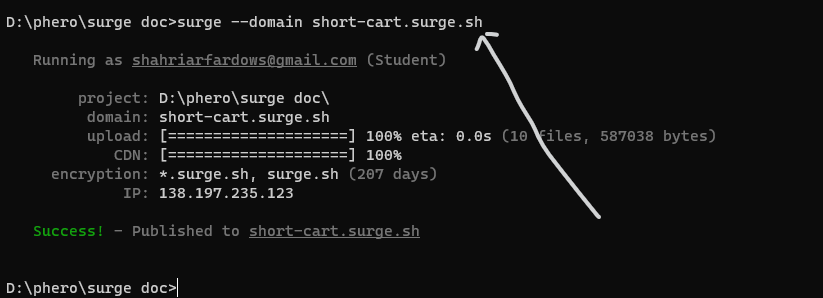 D:\phero\surge doc>surge --domain short-cart.surge.sh
Running as shahriarfardows@gmail.com (Student)
project: D:\phero\surge doc\
domain: short-cart.surge.sh
upload: [====================] 100% eta: 0.0s (10 files, 587038 bytes)
CDN: [====================] 100%
encryption: *.surge.sh, surge.sh (207 days)
IP: 138.197.235.123
Success! - Published to short-cart.surge.sh
D:\phero\surge doc>